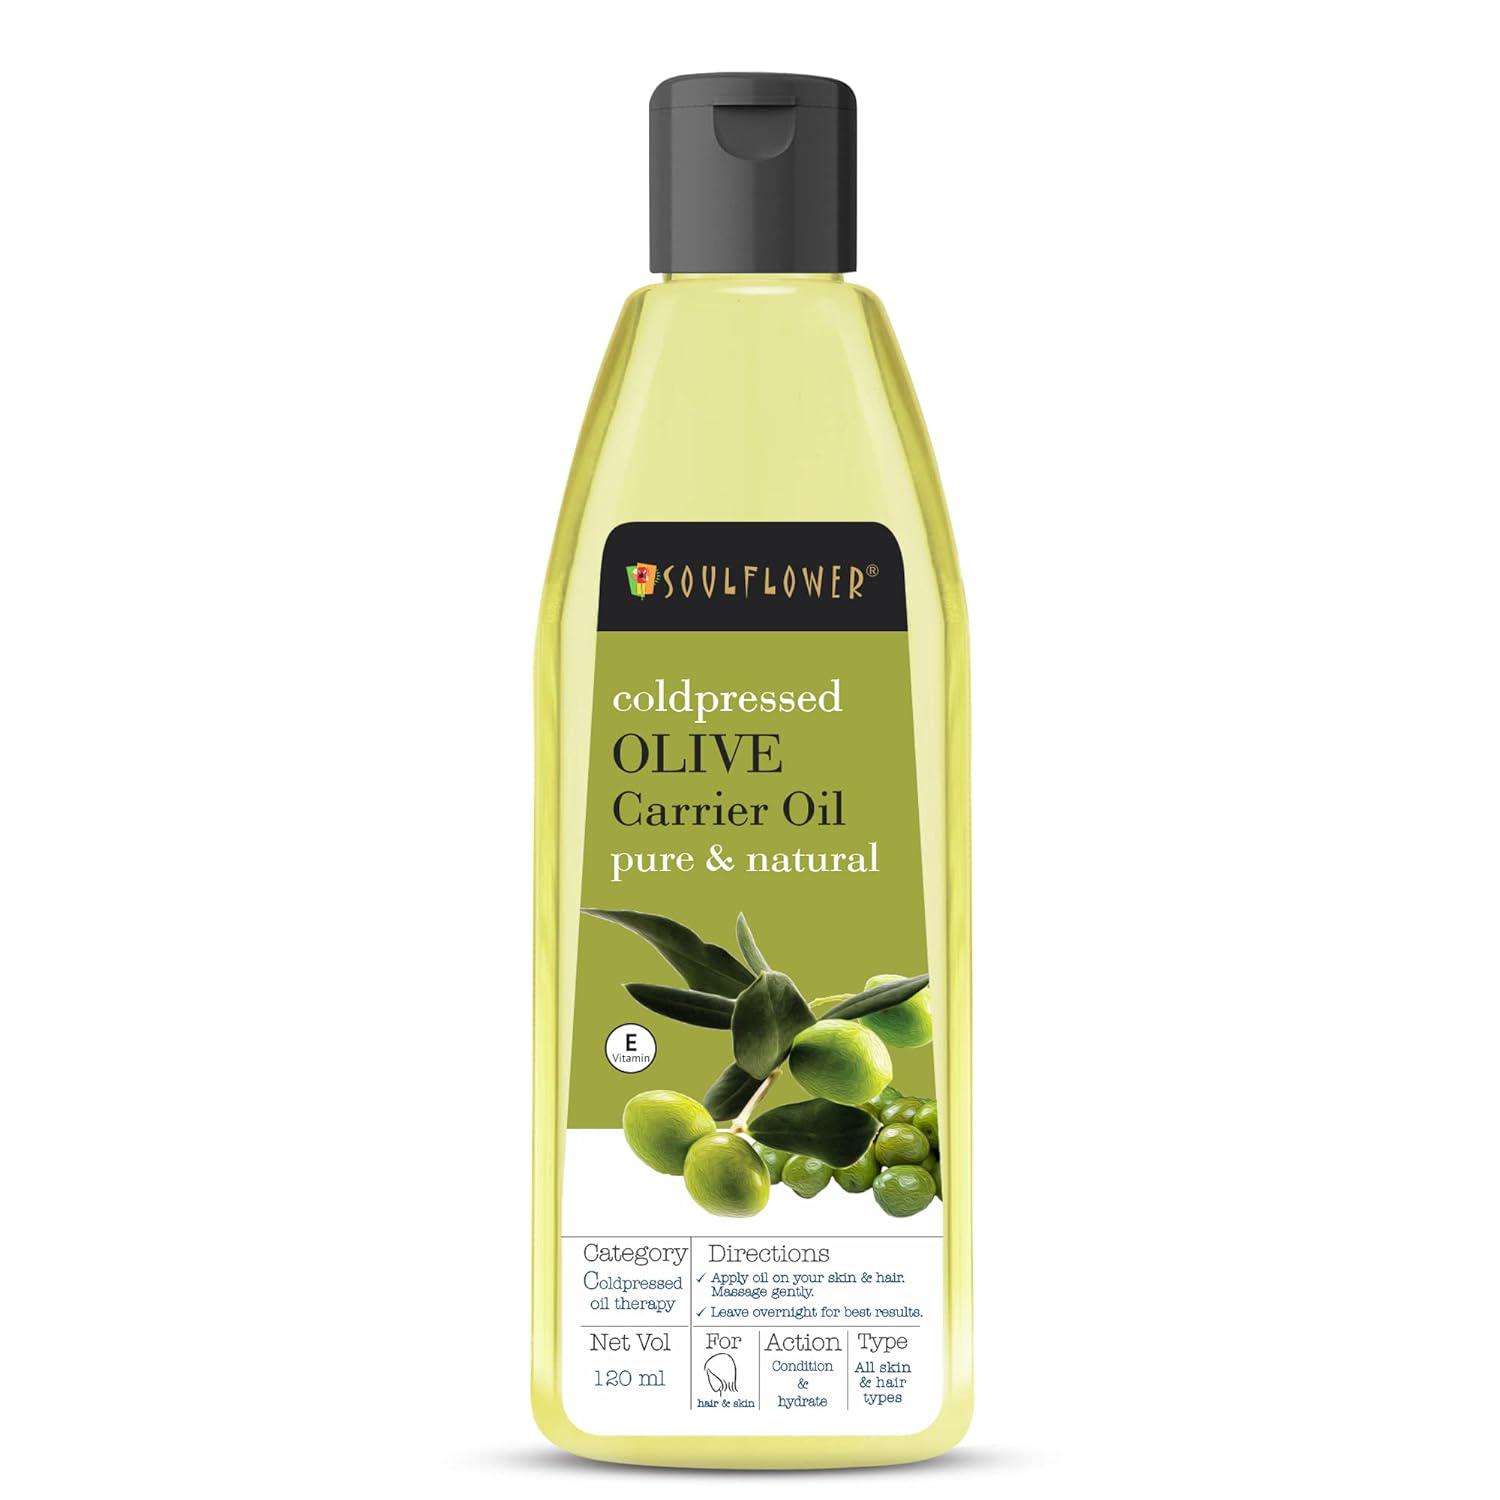 SOULFLOWER®
coldpressed
OLIVE
Carrier Oil
pure & natural
E
Vitamin
Category
Coldpressed
oil therapy
Directions
✓ Apply oil on your skin & hair.
Massage gently.
✓ Leave overnight for best results.
Net Vol
120 ml
For
hair & skin
Action
Condition
&
hydrate
Type
All skin
& hair
types